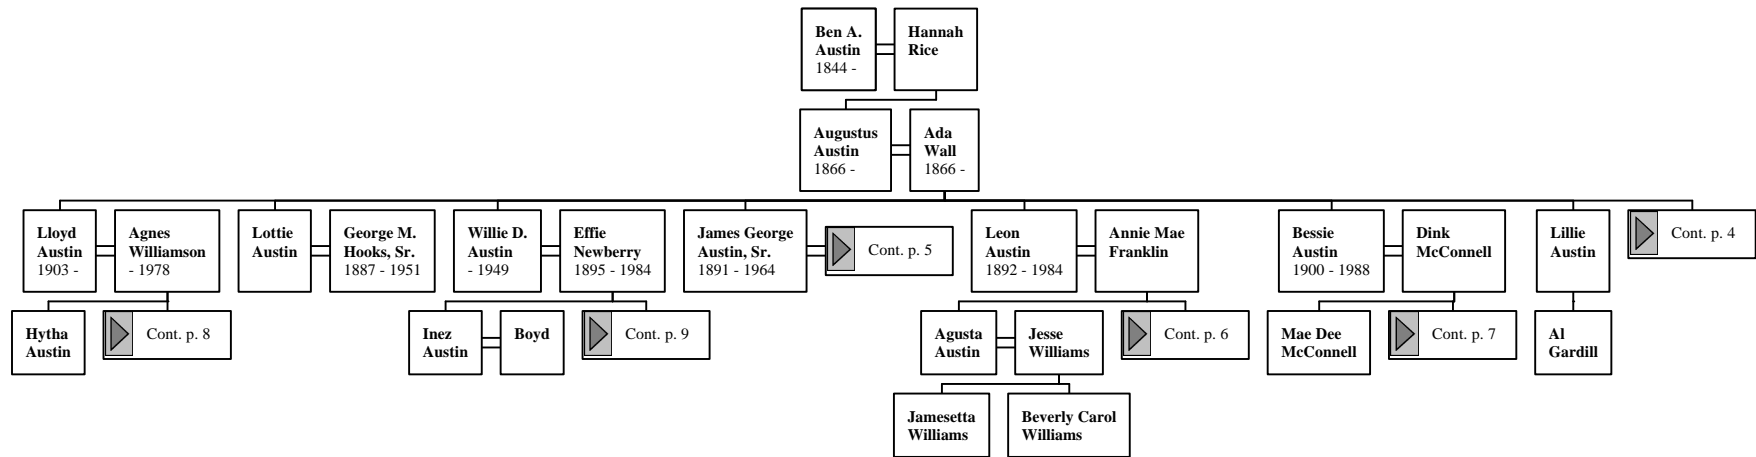 Ben A.
Austin
1844 -
Hannah
Rice
Augustus
Austin
1866 -
Ada
Wall
1866 -
Lloyd
Austin
1903 -
Agnes
Williamson
- 1978
Lottie
Austin
George M.
Hooks, Sr.
1887 - 1951
Willie D.
Austin
- 1949
Effie
Newberry
1895 - 1984
James George
Austin, Sr.
1891 - 1964
Cont. p. 5
Leon
Austin
1892 - 1984
Annie Mae
Franklin
Bessie
Austin
1900 - 1988
Dink
McConnell
Lillie
Austin
Cont. p. 4
Hytha
Austin
Cont. p. 8
Inez
Austin
Boyd
Cont. p. 9
Agusta
Austin
Jesse
Williams
Cont. p. 6
Mae Dee
McConnell
Cont. p. 7
Al
Gardill
Jamesetta
Williams
Beverly Carol
Williams